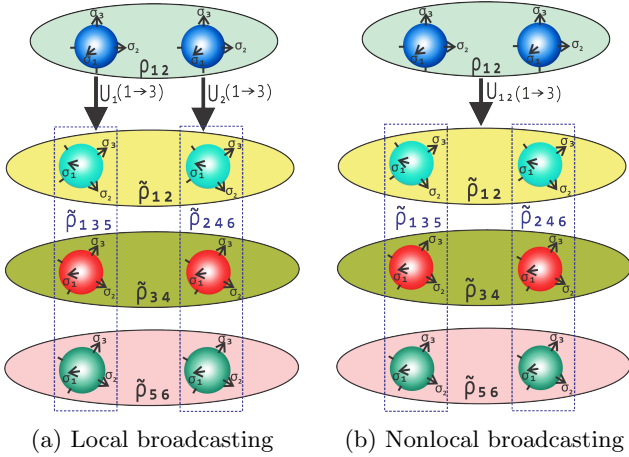 σ₃ σ₃ σ₃ σ₃
σ₁ σ₂ σ₁ σ₂ σ₁ σ₂ σ₁ σ₂
ρ₁₂ ρ₁₂
U₁(1→3) U₂(1→3) U₁₂(1→3)
σ₃ σ₃ σ₃ σ₃
σ₁ σ₁ σ₁ σ₁
σ₂ σ₂ σ₂ σ₂
ρ̃₁₂ ρ̃₁₂
ρ̃₁₃₅ ρ̃₂₄₆ ρ̃₁₃₅ ρ̃₂₄₆
σ₃ σ₃ σ₃ σ₃
σ₁ σ₂ σ₁ σ₂ σ₁ σ₂ σ₁ σ₂
ρ̃₃₄ ρ̃₃₄
σ₃ σ₃ σ₃ σ₃
σ₁ σ₂ σ₁ σ₂ σ₁ σ₂ σ₁ σ₂
ρ̃₅₆ ρ̃₅₆
(a) Local broadcasting (b) Nonlocal broadcasting